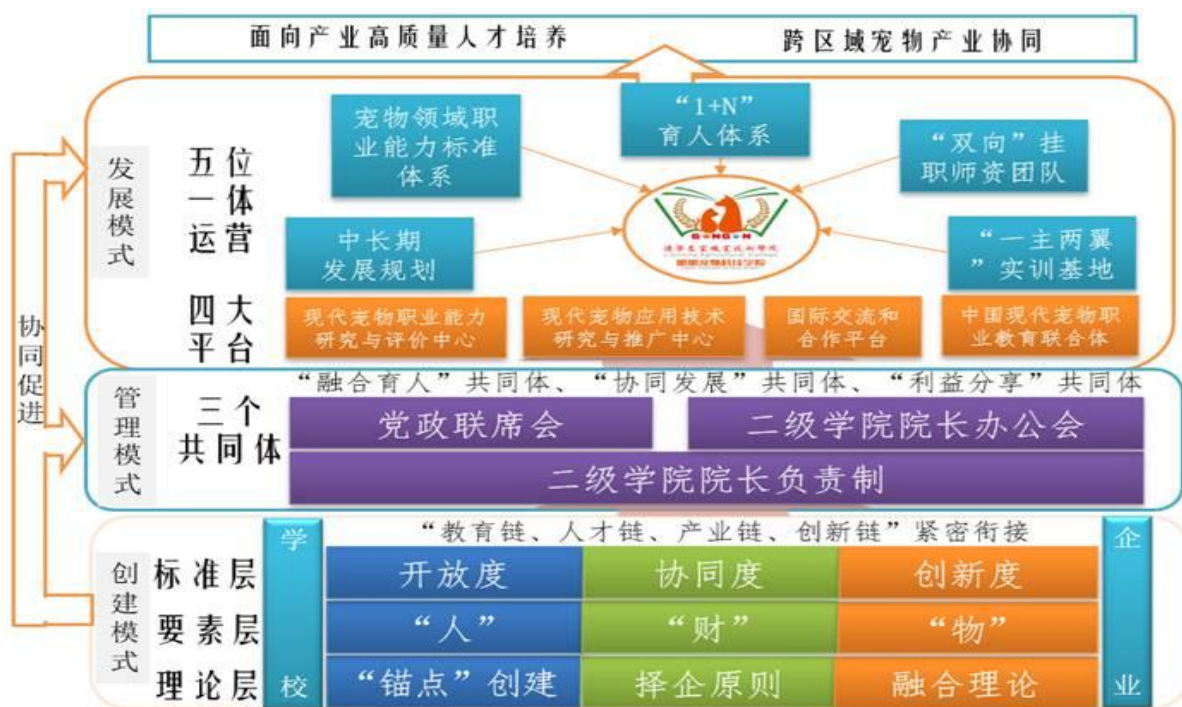 面向产业高质量人才培养
跨区域宠物产业协同
协同促进
发展模式
五位
一体
运营
宠物领域职
业能力标准
体系
“1+N”
育人体系
“双向”挂
职师资团队
中长期
发展规划
“一主两翼
”实训基地
四大
平台
现代宠物职业能力
研究与评价中心
现代宠物应用技术
研究与推广中心
国际交流和
合作平台
中国现代宠物职
业教育联合体
管理模式
“融合育人”共同体、“协同发展”共同体、“利益分享”共同体
三个
共同体
党政联席会
二级学院院长办公会
二级学院院长负责制
创建模式
学校
企业
“教育链、人才链、产业链、创新链”紧密衔接
标准层
开放度
协同度
创新度
要素层
“人”
“财”
“物”
理论层
“锚点”创建
择企原则
融合理论